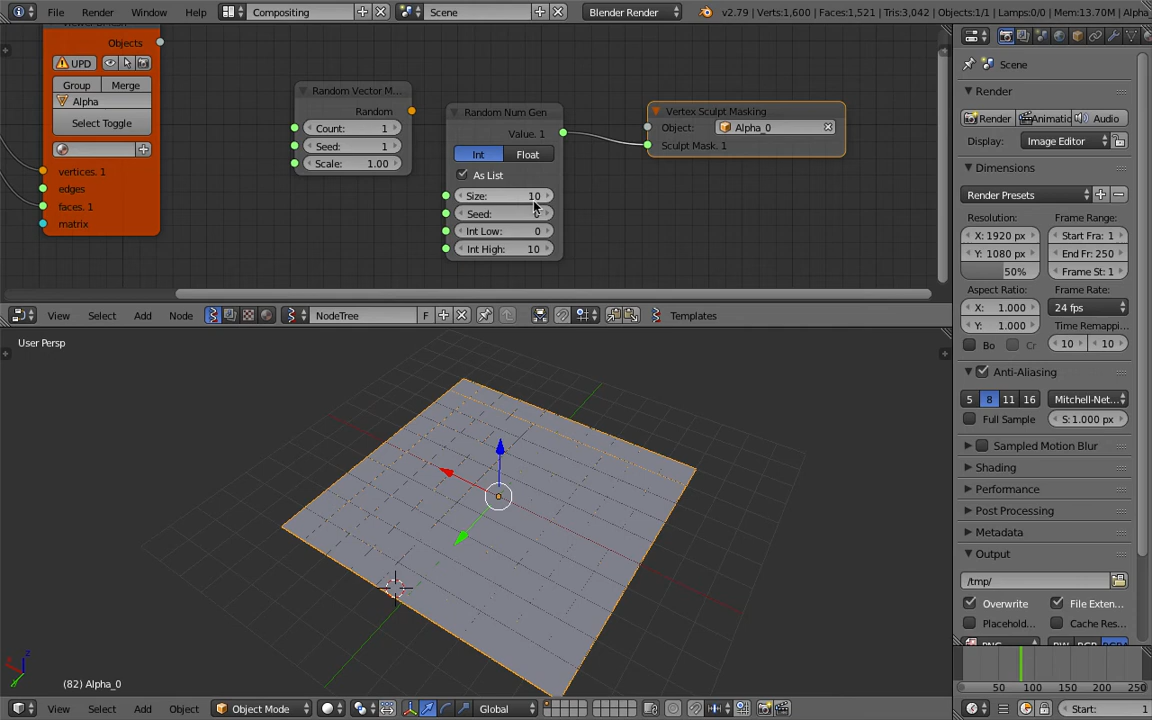 File Render Window Help Compositing Scene Blender Render v2.79 | Verts:1,600 | Faces:1,521 | Tris:3,042 | Objects:1/1 | Lamps:0/0 | Mem:13.70M | Alpha_
Objects
UPD
Group Merge
Alpha
Select Toggle
vertices. 1
edges
faces. 1
matrix
Random Vector M...
Random
Count: 1
Seed: 1
Scale: 1.00
Random Num Gen
Value. 1
Int Float
As List
Size: 10
Seed:
Int Low: 0
Int High: 10
Vertex Sculpt Masking
Object: Alpha_0
Sculpt Mask. 1
View Select Add Node NodeTree F Templates
User Persp
(82) Alpha_0
View Select Add Object Object Mode Global
Scene
Render
Render Animatic Audio
Display: Image Editor
Dimensions
Render Presets
Resolution: Frame Range:
X: 1920 px Start Fra: 1
Y: 1080 px End Fr: 250
50% Frame St: 1
Aspect Ratio: Frame Rate:
X: 1.000 24 fps
Y: 1.000 Time Remappi...
Bo Cr 10 10
Anti-Aliasing
5 8 11 16 Mitchell-Net...
Full Sample S: 1.000 px
Sampled Motion Blur
Shading
Performance
Post Processing
Metadata
Output
/tmp/
Overwrite File Exten...
Placehold... Cache Res...
50 100 150 200 250
Start: 1